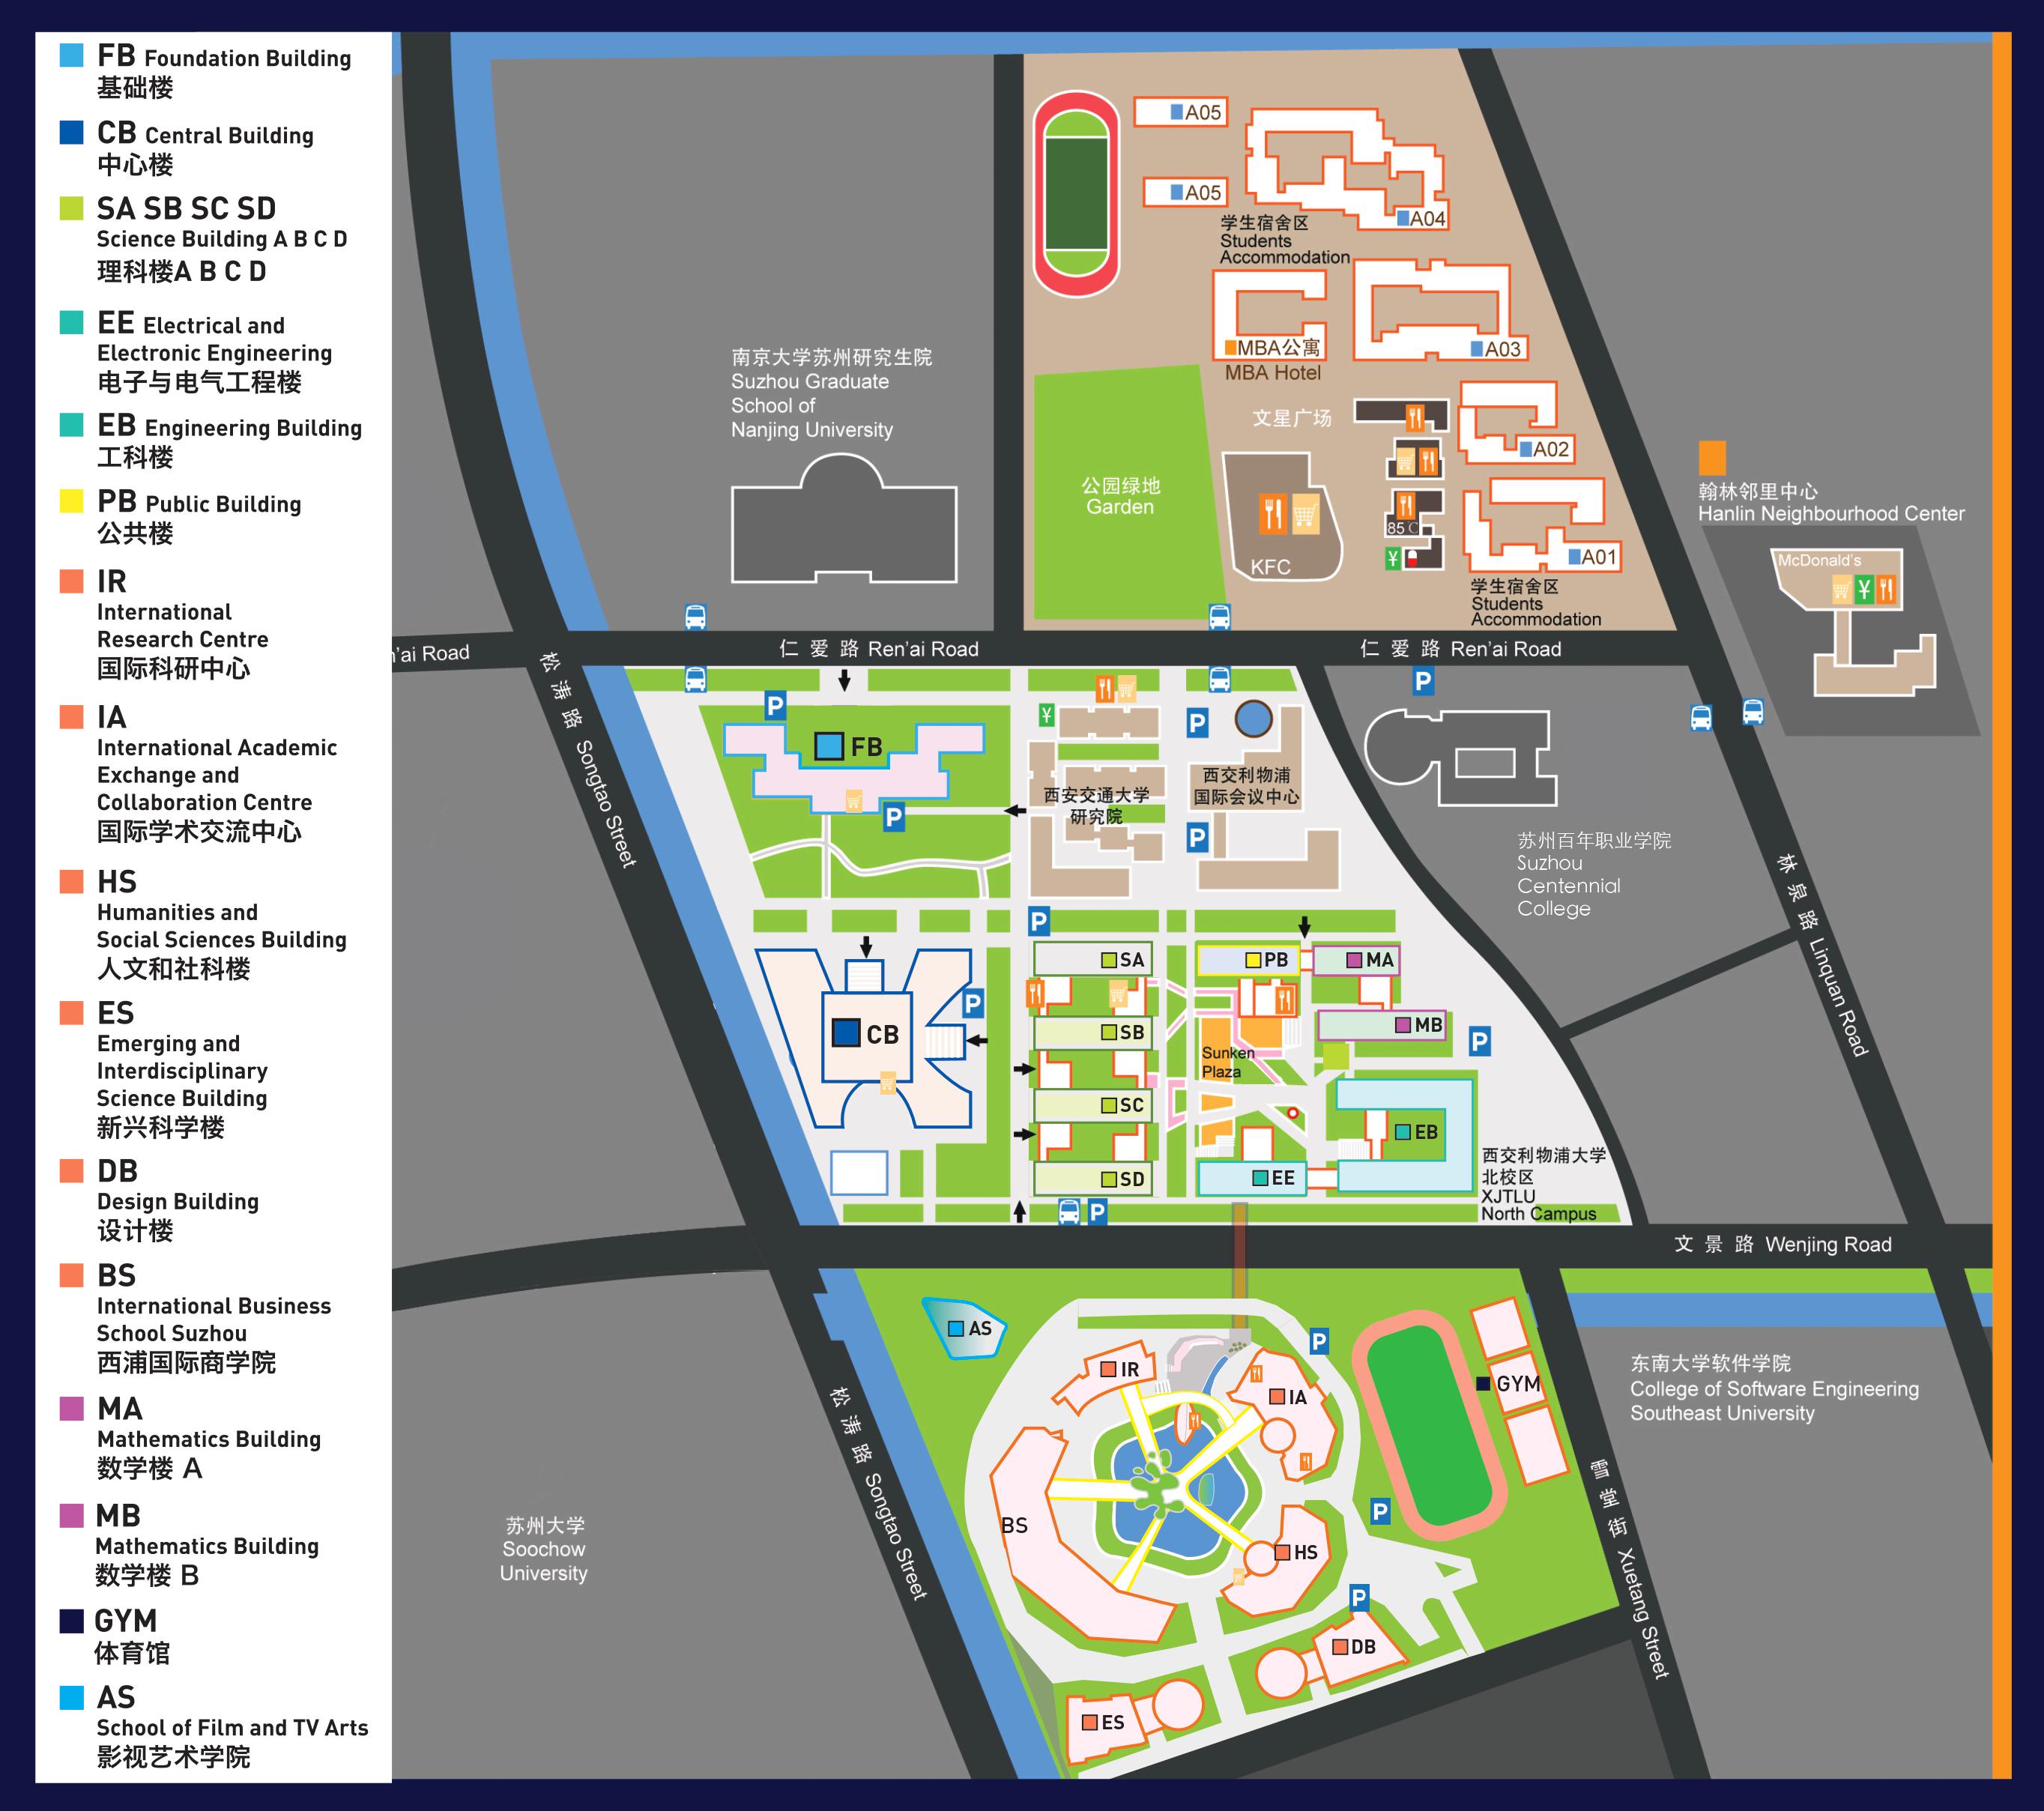 FB Foundation Building
基础楼
CB Central Building
中心楼
SA SB SC SD
Science Building A B C D
理科楼A B C D
EE Electrical and
Electronic Engineering
电子与电气工程楼
EB Engineering Building
工科楼
PB Public Building
公共楼
IR
International
Research Centre
国际科研中心
IA
International Academic
Exchange and
Collaboration Centre
国际学术交流中心
HS
Humanities and
Social Sciences Building
人文和社科楼
ES
Emerging and
Interdisciplinary
Science Building
新兴科学楼
DB
Design Building
设计楼
BS
International Business
School Suzhou
西浦国际商学院
MA
Mathematics Building
数学楼 A
MB
Mathematics Building
数学楼 B
GYM
体育馆
AS
School of Film and TV Arts
影视艺术学院
A05
A05
A04
学生宿舍区
Students
Accommodation
MBA公寓
MBA Hotel
A03
南京大学苏州研究生院
Suzhou Graduate
School of
Nanjing University
文星广场
A02
公园绿地
Garden
KFC
85℃
¥
A01
学生宿舍区
Students
Accommodation
翰林邻里中心
Hanlin Neighbourhood Center
McDonald's
¥
n'ai Road
仁爱路 Ren'ai Road
仁爱路 Ren'ai Road
松涛路 Songtao Street
P
P
¥
P
FB
P
西安交通大学
研究院
西交利物浦
国际会议中心
P
苏州百年职业学院
Suzhou
Centennial
College
林泉路 Linquan Road
P
SA
PB
MA
P
CB
SB
MB
P
Sunken
Plaza
SC
EB
SD
EE
西交利物浦大学
北校区
XJTLU
North Campus
P
文景路 Wenjing Road
AS
P
IR
IA
GYM
东南大学软件学院
College of Software Engineering
Southeast University
松涛路 Songtao Street
雪堂街 Xuetang Street
BS
P
HS
苏州大学
Soochow
University
P
DB
ES